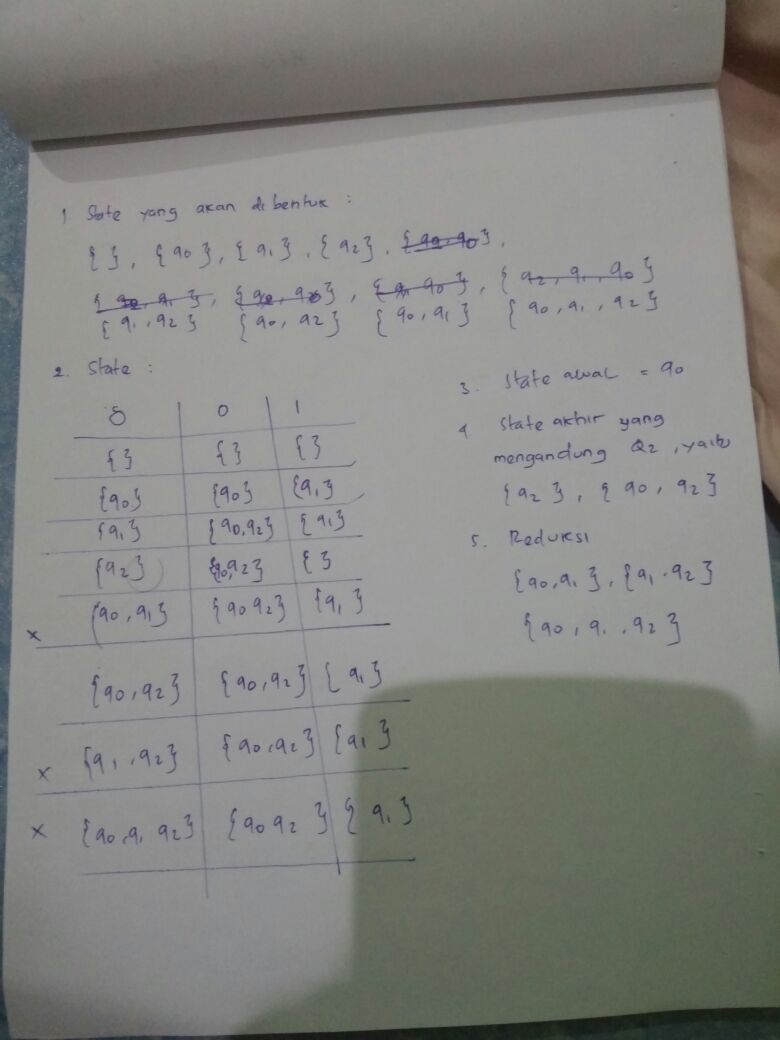 1. State yang akan dibentuk :
{ }, {q0}, {q1}, {q2}, {q2, q0},
{q2, q1}, {q2, q0}, {q1, q0}, {q2, q1, q0}
{q1, q2} {q0, q2} {q0, q1} {q0, q1, q2}
2. State :
δ 0 1
{ } { } { }
{q0} {q0} {q1}
{q1} {q0,q2} {q1}
{q2} {q0,q2} { }
x {q0, q1} {q0 q2} {q1}
{q0, q2} {q0, q2} {q1}
x {q1, q2} {q0, q2} {q1}
x {q0, q1 q2} {q0 q2} {q1}
3. State awal = q0
4 State akhir yang
mengandung Q2, yaitu
{q2}, {q0, q2}
5. Reduksi
{q0, q1}, {q1, q2}
{q0, q1, q2}